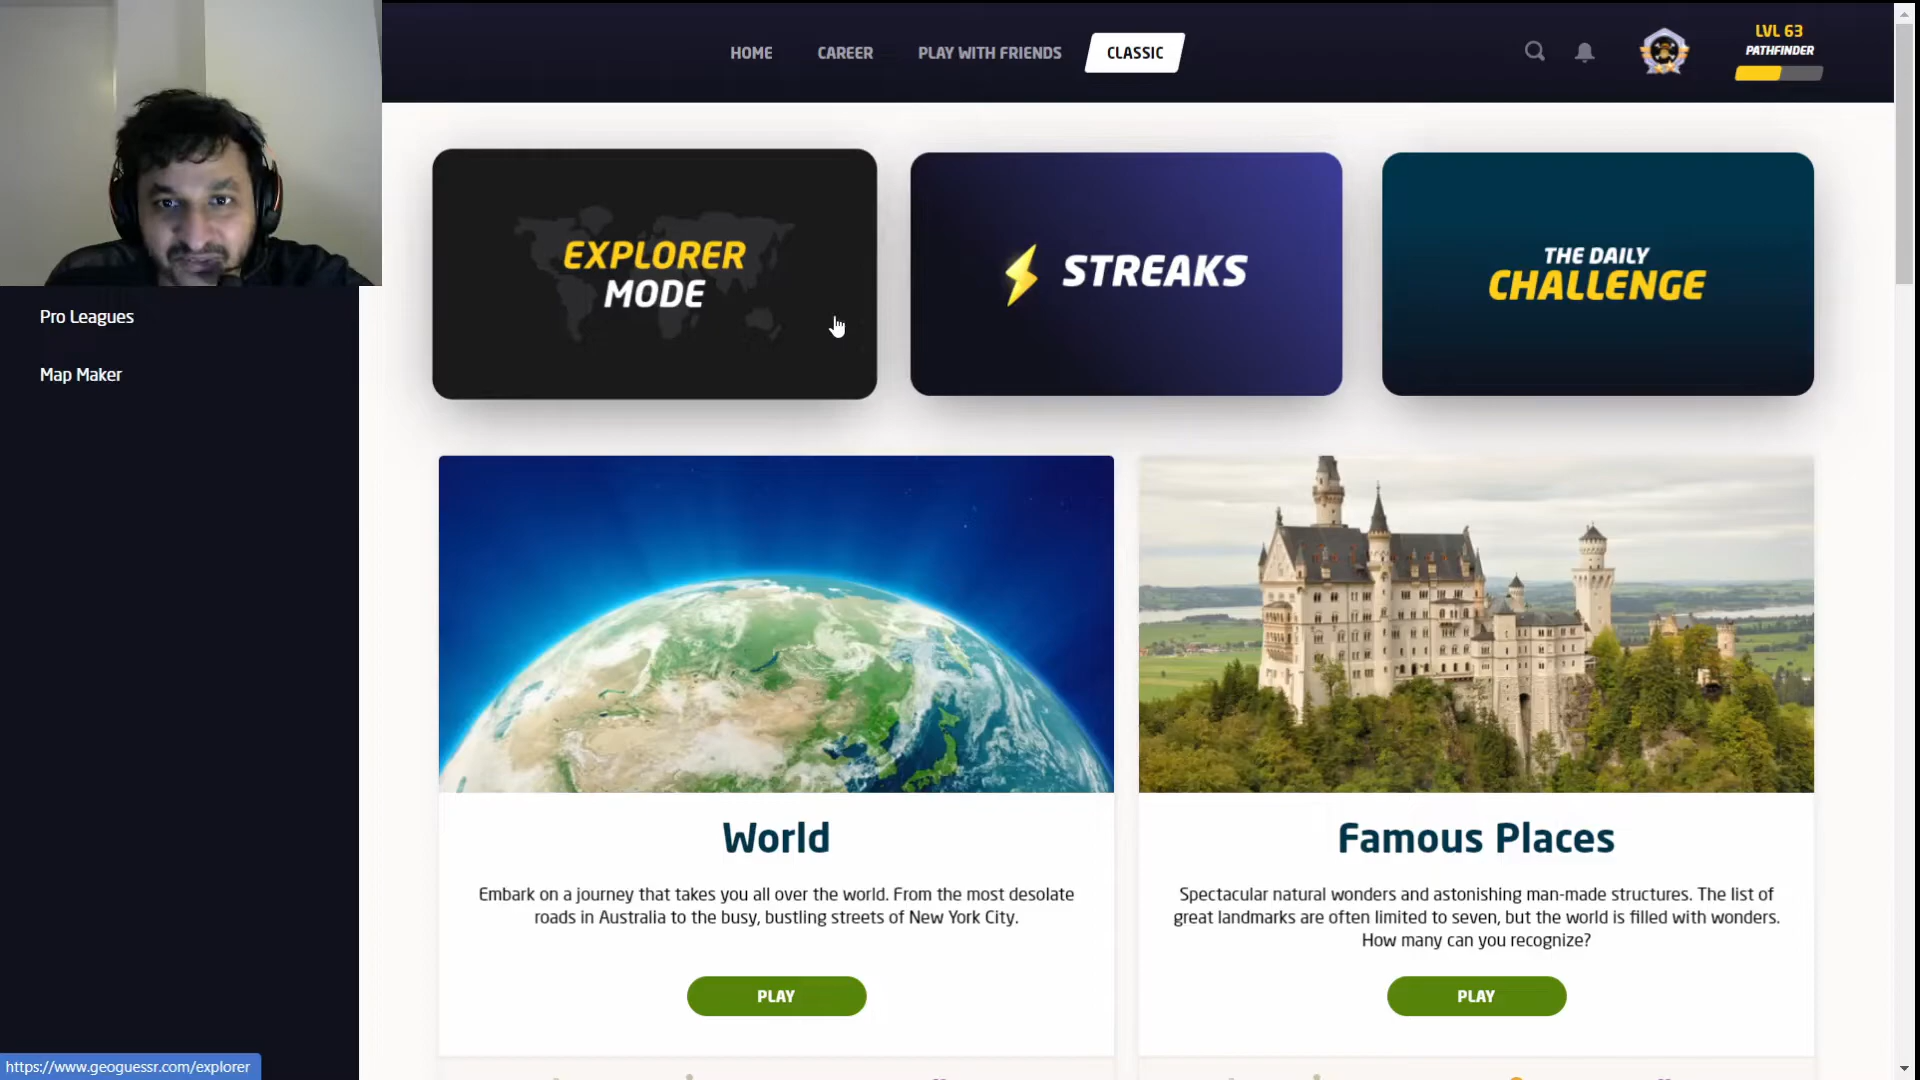 HOME
CAREER
PLAY WITH FRIENDS
CLASSIC
LVL 63
PATHFINDER
EXPLORER
MODE
STREAKS
THE DAILY
CHALLENGE
Pro Leagues
Map Maker
World
Embark on a journey that takes you all over the world. From the most desolate
roads in Australia to the busy, bustling streets of New York City.
PLAY
Famous Places
Spectacular natural wonders and astonishing man-made structures. The list of
great landmarks are often limited to seven, but the world is filled with wonders.
How many can you recognize?
PLAY
https://www.geoguessr.com/explorer